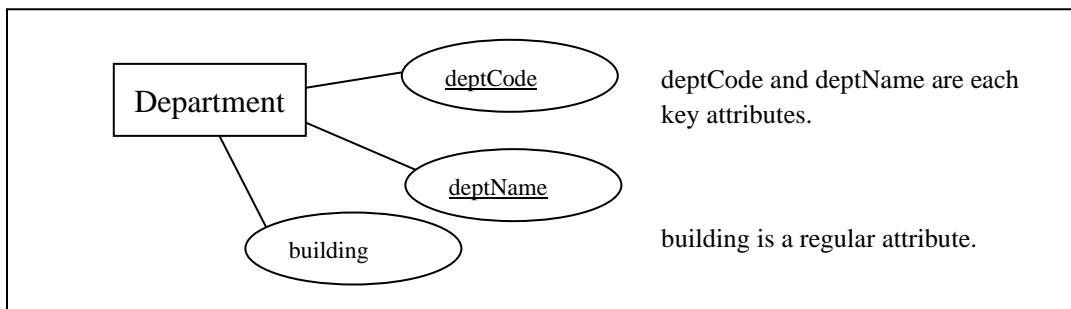 Department
deptCode
deptName
building
deptCode and deptName are each
key attributes.
building is a regular attribute.